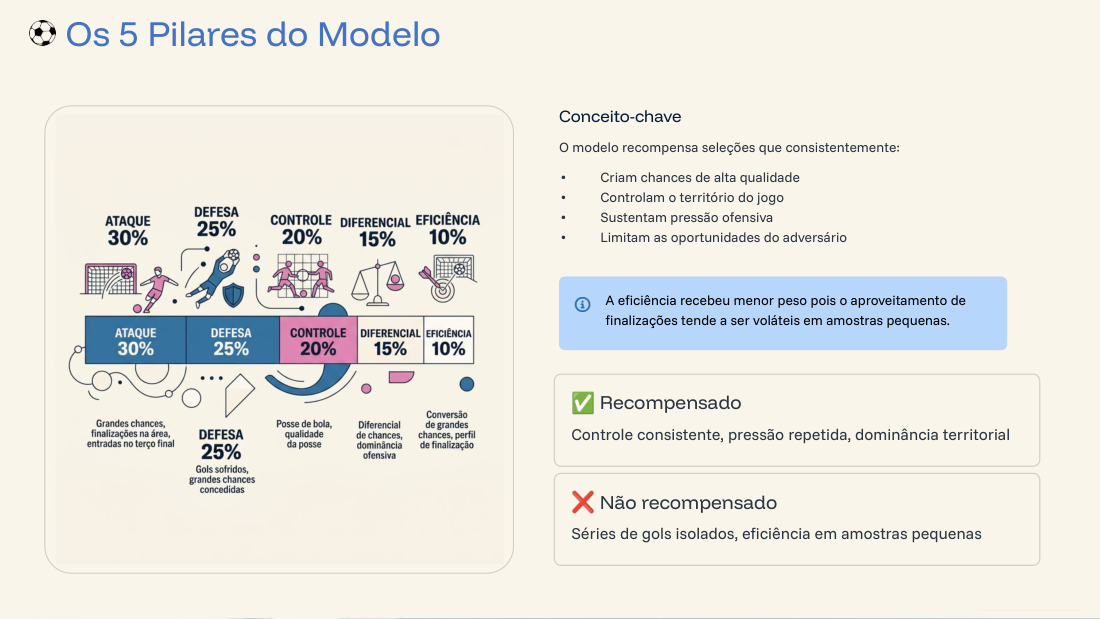 Os 5 Pilares do Modelo
ATAQUE
30%
DEFESA
25%
CONTROLE
20%
DIFERENCIAL
15%
EFICIÊNCIA
10%
ATAQUE
30%
DEFESA
25%
CONTROLE
20%
DIFERENCIAL
15%
EFICIÊNCIA
10%
Grandes chances,
finalizações na área,
entradas no terço final
DEFESA
25%
Gols sofridos,
grandes chances
concedidas
Posse de bola,
qualidade
da posse
Diferencial
de chances,
dominância
ofensiva
Conversão
de grandes
chances, perfil
de finalização
Conceito-chave
O modelo recompensa seleções que consistentemente:
• Criam chances de alta qualidade
• Controlam o território do jogo
• Sustentam pressão ofensiva
• Limitam as oportunidades do adversário
A eficiência recebeu menor peso pois o aproveitamento de
finalizações tende a ser voláteis em amostras pequenas.
✅ Recompensado
Controle consistente, pressão repetida, dominância territorial
❌ Não recompensado
Séries de gols isolados, eficiência em amostras pequenas